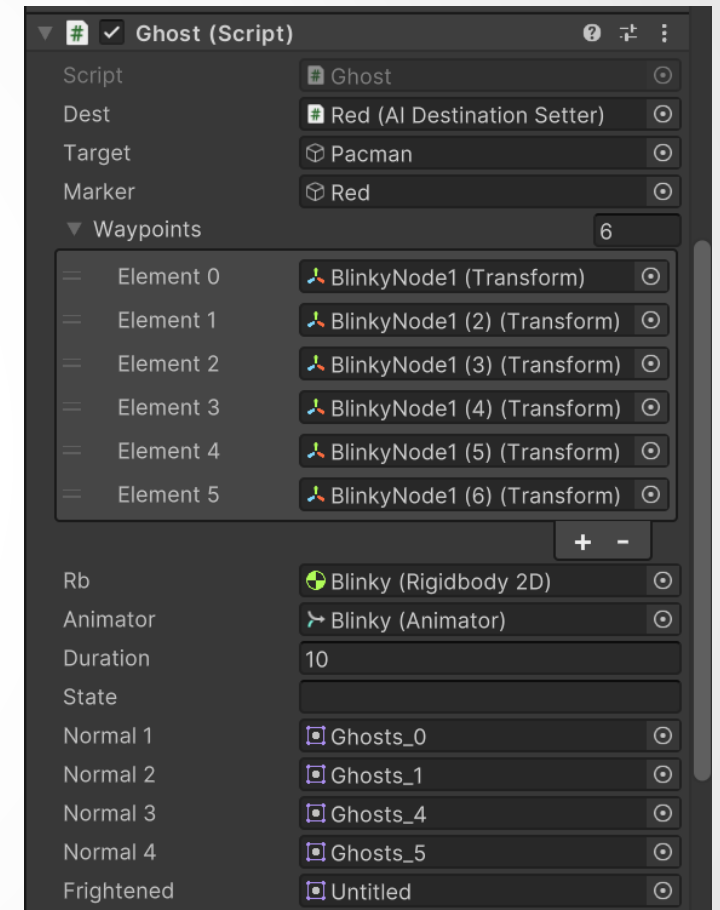 Ghost (Script)
Script Ghost
Dest Red (AI Destination Setter)
Target Pacman
Marker Red
Waypoints 6
Element 0 BlinkyNode1 (Transform)
Element 1 BlinkyNode1 (2) (Transform)
Element 2 BlinkyNode1 (3) (Transform)
Element 3 BlinkyNode1 (4) (Transform)
Element 4 BlinkyNode1 (5) (Transform)
Element 5 BlinkyNode1 (6) (Transform)
+ -
Rb Blinky (Rigidbody 2D)
Animator Blinky (Animator)
Duration 10
State
Normal 1 Ghosts_0
Normal 2 Ghosts_1
Normal 3 Ghosts_4
Normal 4 Ghosts_5
Frightened Untitled